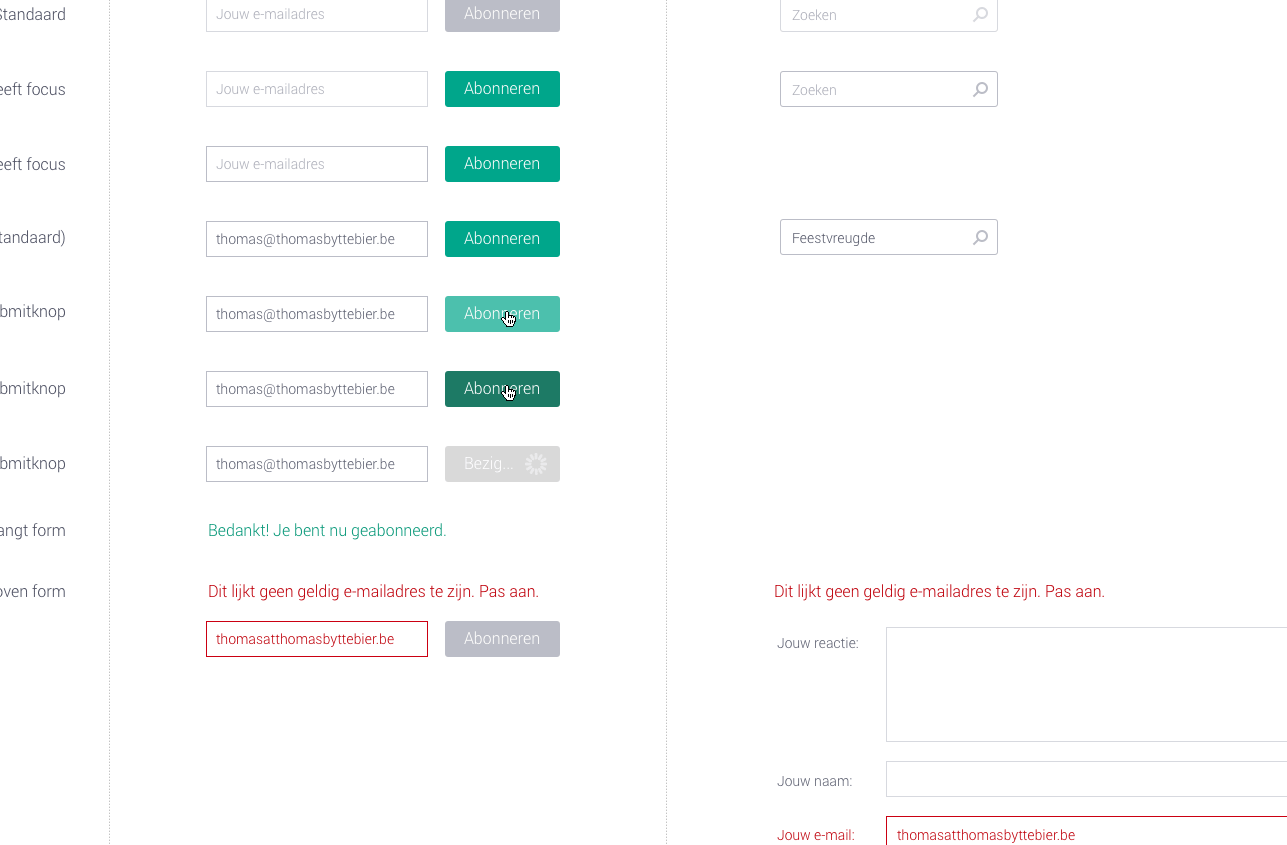 Standaard
Jouw e-mailadres
Abonneren
Zoeken
eeft focus
Jouw e-mailadres
Abonneren
Zoeken
eeft focus
Jouw e-mailadres
Abonneren
tandaard)
thomas@thomasbyttebier.be
Abonneren
Feestvreugde
bmitknop
thomas@thomasbyttebier.be
Abonneren
bmitknop
thomas@thomasbyttebier.be
Abonneren
bmitknop
thomas@thomasbyttebier.be
Bezig...
angt form
Bedankt! Je bent nu geabonneerd.
oven form
Dit lijkt geen geldig e-mailadres te zijn. Pas aan.
Dit lijkt geen geldig e-mailadres te zijn. Pas aan.
thomasatthomasbyttebier.be
Abonneren
Jouw reactie:
Jouw naam:
Jouw e-mail:
thomasatthomasbyttebier.be